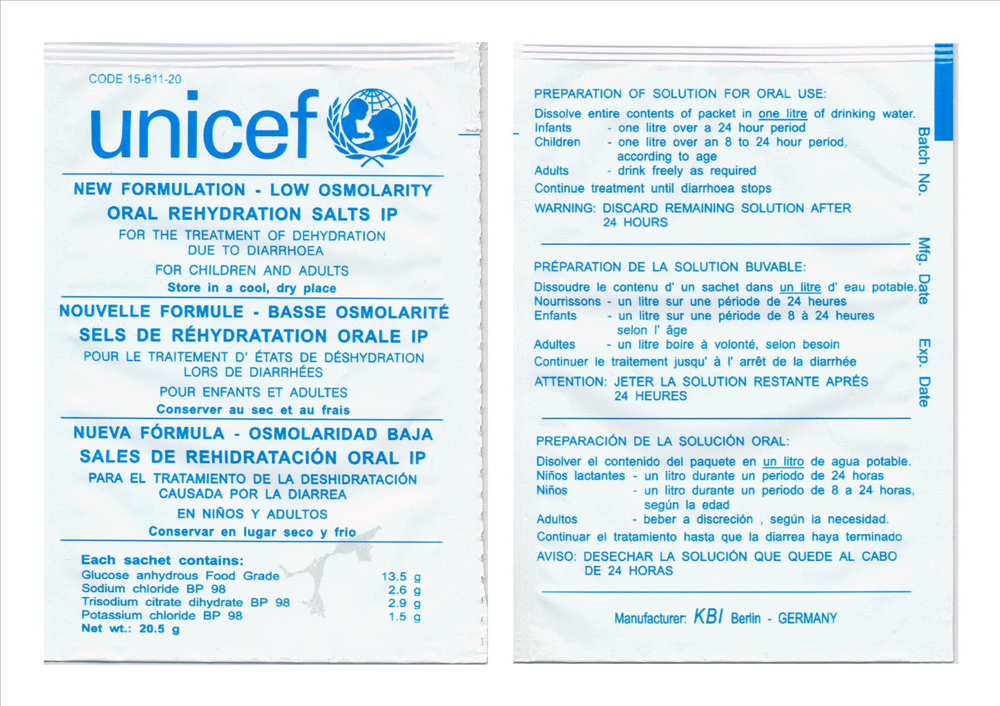 CODE 15-611-20
unicef
NEW FORMULATION - LOW OSMOLARITY
ORAL REHYDRATION SALTS IP
FOR THE TREATMENT OF DEHYDRATION
DUE TO DIARRHOEA
FOR CHILDREN AND ADULTS
Store in a cool, dry place
NOUVELLE FORMULE - BASSE OSMOLARITÉ
SELS DE RÉHYDRATATION ORALE IP
POUR LE TRAITEMENT D' ÉTATS DE DÉSHYDRATION
LORS DE DIARRHÉES
POUR ENFANTS ET ADULTES
Conserver au sec et au frais
NUEVA FÓRMULA - OSMOLARIDAD BAJA
SALES DE REHIDRATACIÓN ORAL IP
PARA EL TRATAMIENTO DE LA DESHIDRATACIÓN
CAUSADA POR LA DIARREA
EN NIÑOS Y ADULTOS
Conservar en lugar seco y frio
Each sachet contains:
Glucose anhydrous Food Grade 13.5 g
Sodium chloride BP 98 2.6 g
Trisodium citrate dihydrate BP 98 2.9 g
Potassium chloride BP 98 1.5 g
Net wt.: 20.5 g
PREPARATION OF SOLUTION FOR ORAL USE:
Dissolve entire contents of packet in one litre of drinking water.
Infants - one litre over a 24 hour period
Children - one litre over an 8 to 24 hour period,
according to age
Adults - drink freely as required
Continue treatment until diarrhoea stops
WARNING: DISCARD REMAINING SOLUTION AFTER
24 HOURS
PRÉPARATION DE LA SOLUTION BUVABLE:
Dissoudre le contenu d' un sachet dans un litre d' eau potable.
Nourrissons - un litre sur une période de 24 heures
Enfants - un litre sur une période de 8 à 24 heures
selon l' âge
Adultes - un litre boire à volonté, selon besoin
Continuer le traitement jusqu' à l' arrêt de la diarrhée
ATTENTION: JETER LA SOLUTION RESTANTE APRÉS
24 HEURES
PREPARACIÓN DE LA SOLUCIÓN ORAL:
Disolver el contenido del paquete en un litro de agua potable.
Niños lactantes - un litro durante un periodo de 24 horas
Niños - un litro durante un periodo de 8 a 24 horas,
según la edad
Adultos - beber a discreción , según la necesidad.
Continuar el tratamiento hasta que la diarrea haya terminado
AVISO: DESECHAR LA SOLUCIÓN QUE QUEDE AL CABO
DE 24 HORAS
Manufacturer: KBI Berlin - GERMANY
Batch No. Mfg. Date Exp. Date